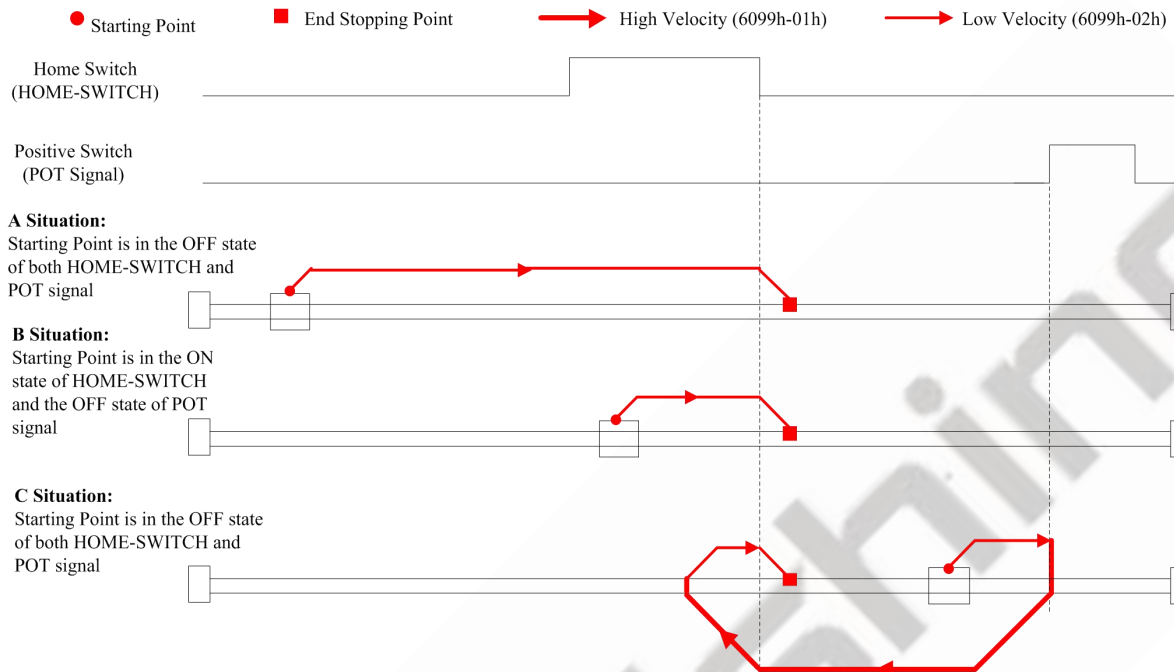 Starting Point
End Stopping Point
High Velocity (6099h-01h)
Low Velocity (6099h-02h)
Home Switch
(HOME-SWITCH)
Positive Switch
(POT Signal)
A Situation:
Starting Point is in the OFF state
of both HOME-SWITCH and
POT signal
B Situation:
Starting Point is in the ON
state of HOME-SWITCH
and the OFF state of POT
signal
C Situation:
Starting Point is in the OFF state
of both HOME-SWITCH and
POT signal